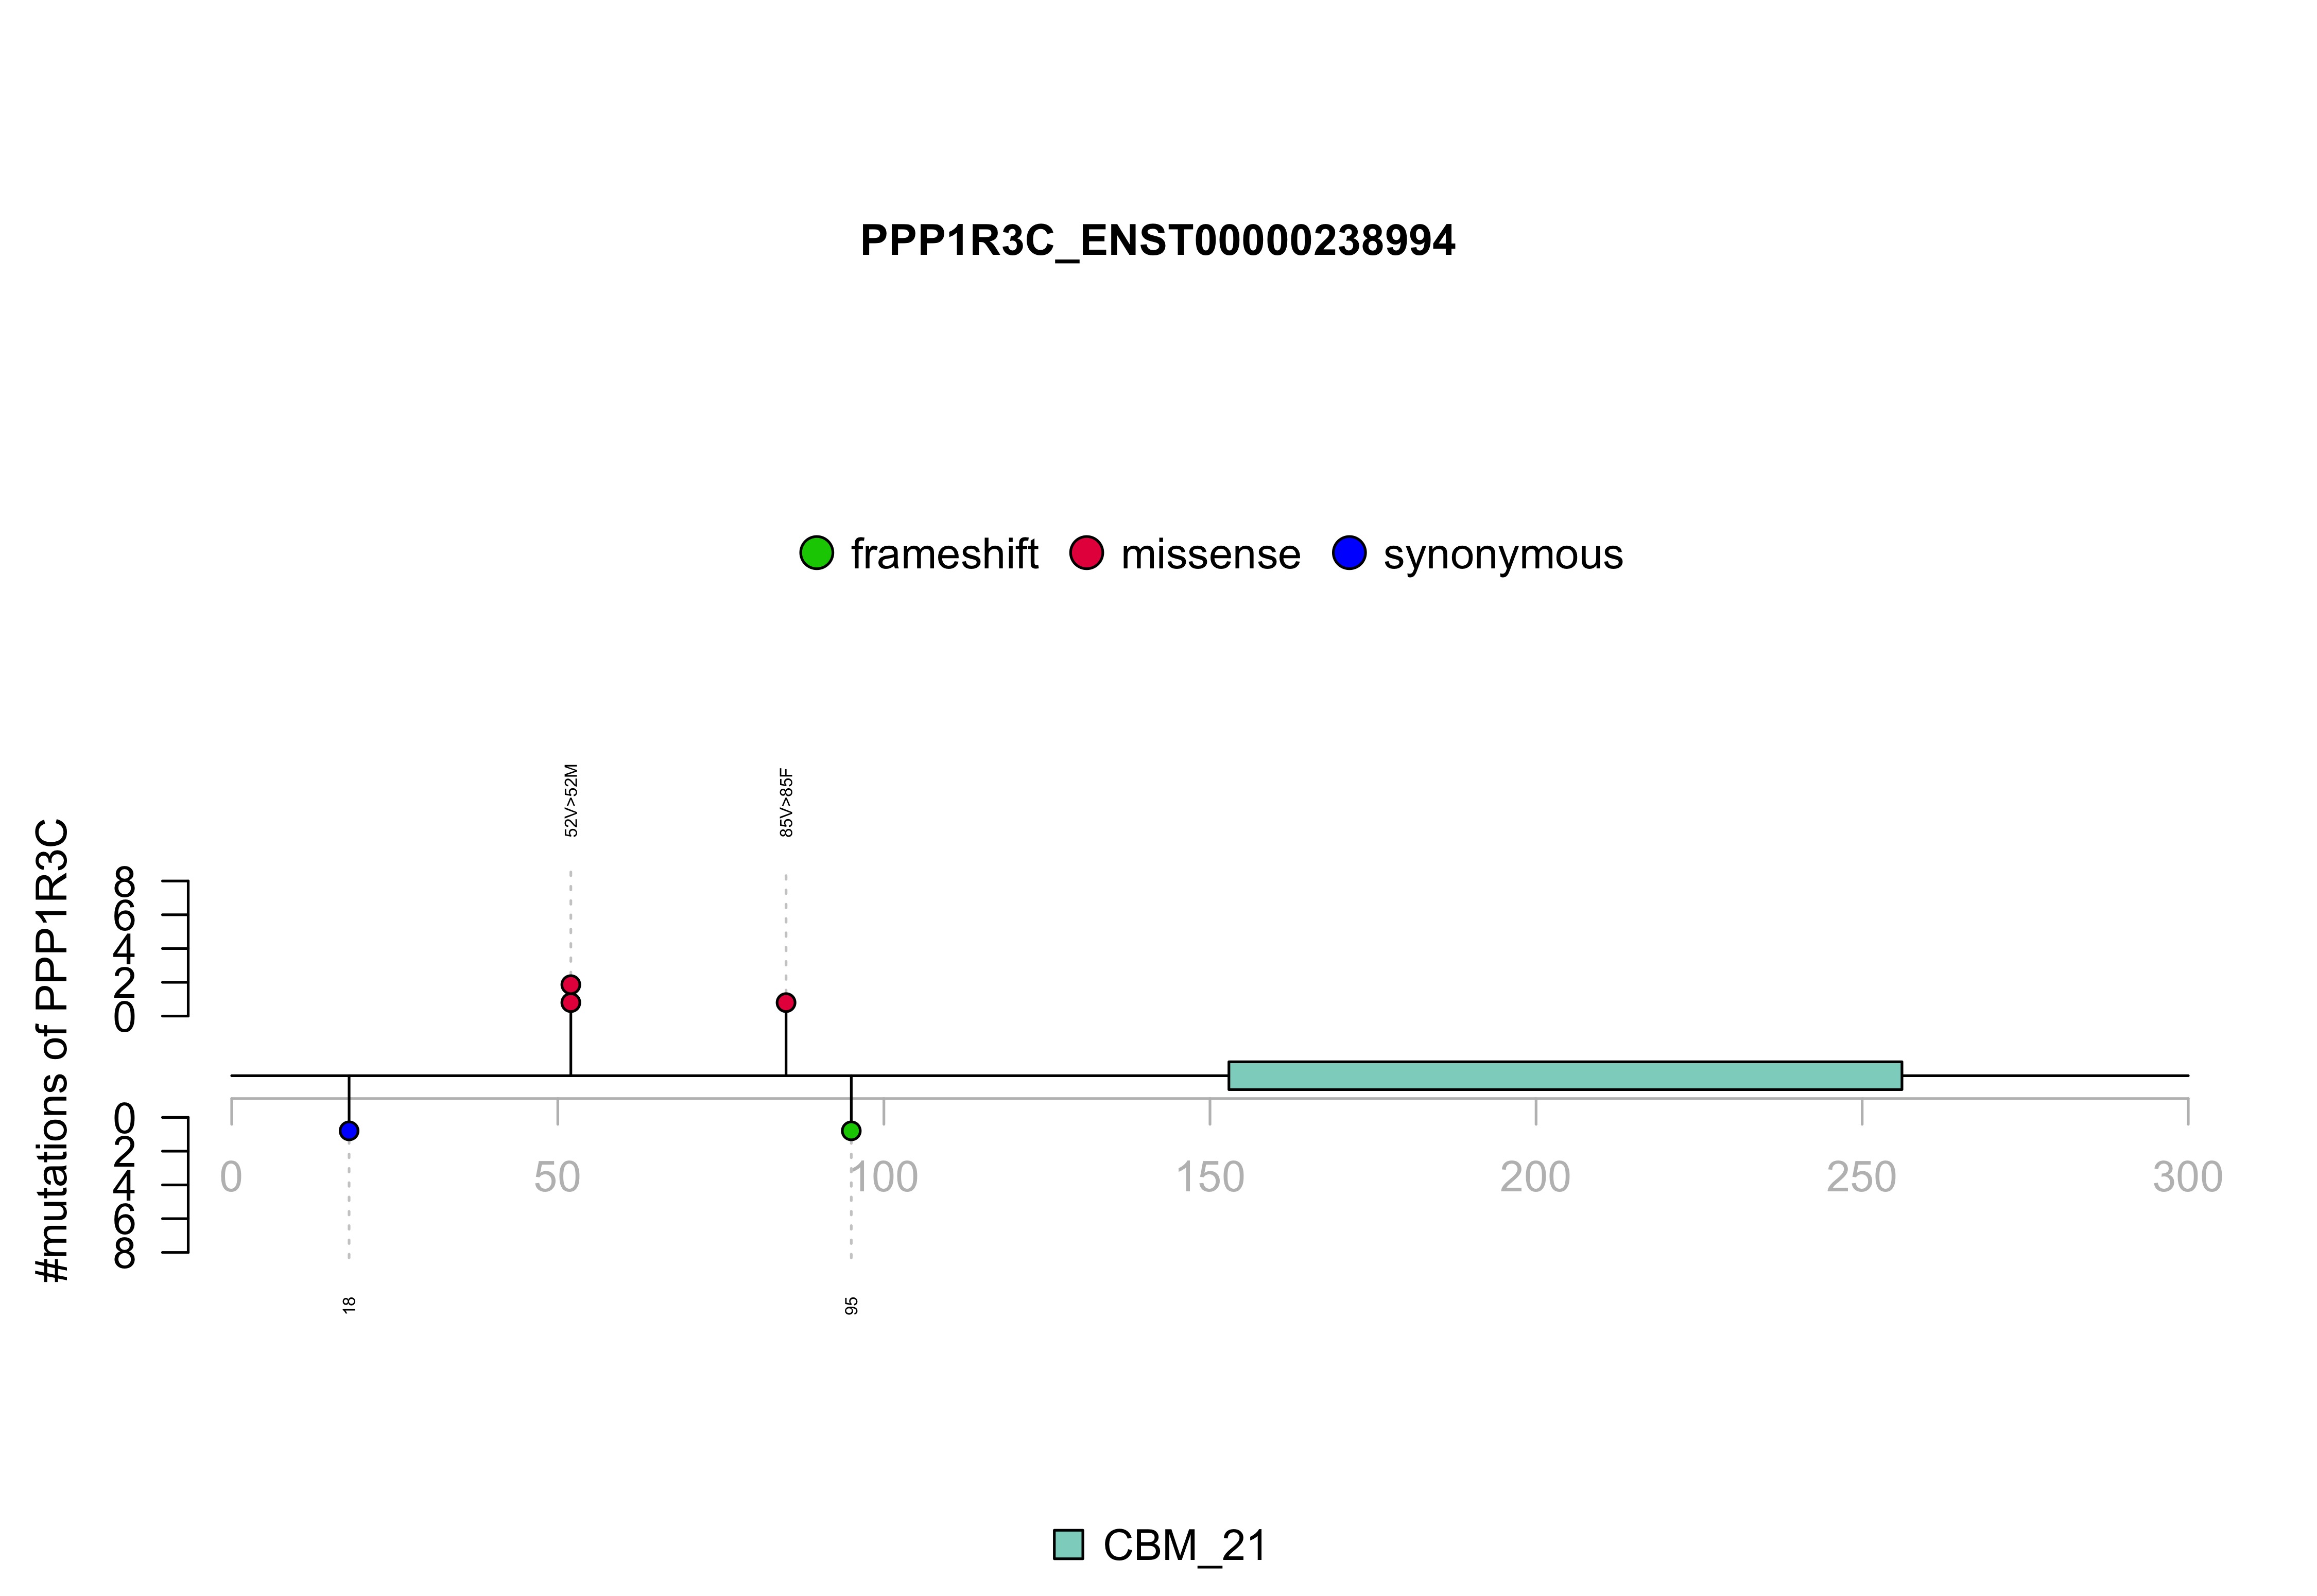 PPP1R3C_ENST00000238994
frameshift missense synonymous
52V>52M
85V>85F
#mutations of PPP1R3C
8
6
4
2
0
0
2
4
6
8
0 50 100 150 200 250 300
18
95
CBM_21